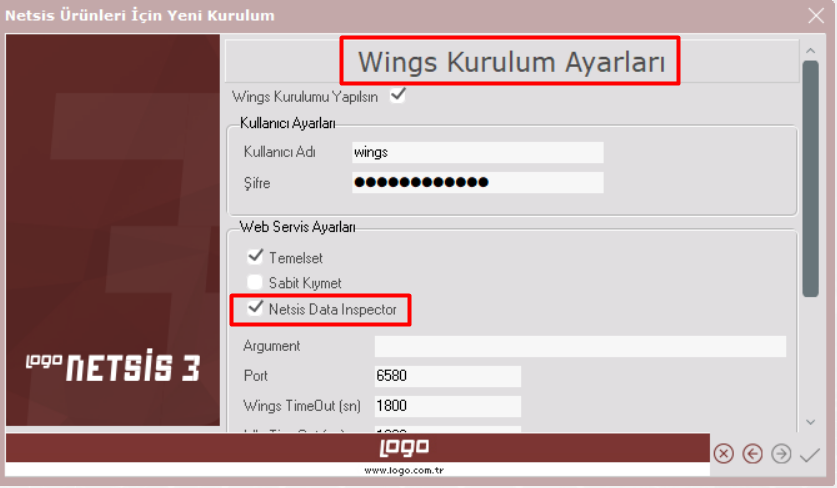 Netsis Ürünleri İçin Yeni Kurulum
Wings Kurulum Ayarları
Wings Kurulumu Yapılsın
Kullanıcı Ayarları
Kullanıcı Adı wings
Şifre ●●●●●●●●●●●●
Web Servis Ayarları
Temelset
Sabit Kıymet
Netsis Data Inspector
Argument
Port 6580
Wings TimeOut (sn) 1800
LOGO NETSİS 3
LOGO
www.logo.com.tr